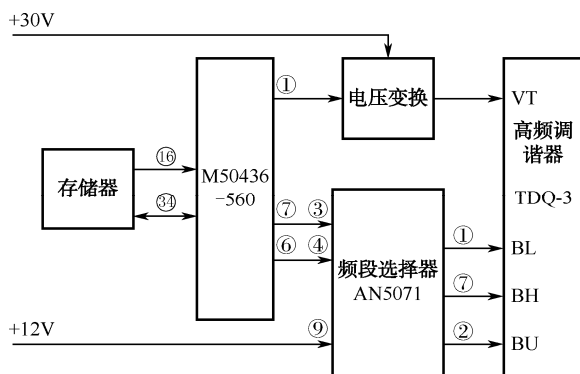 +30V
①
电压变换
VT
高频调
谐器
TDQ-3
存储器
⑯
㉞
M50436
-560
⑦ ③
⑥ ④
频段选择器
AN5071
①
BL
⑦
BH
②
BU
+12V
⑨